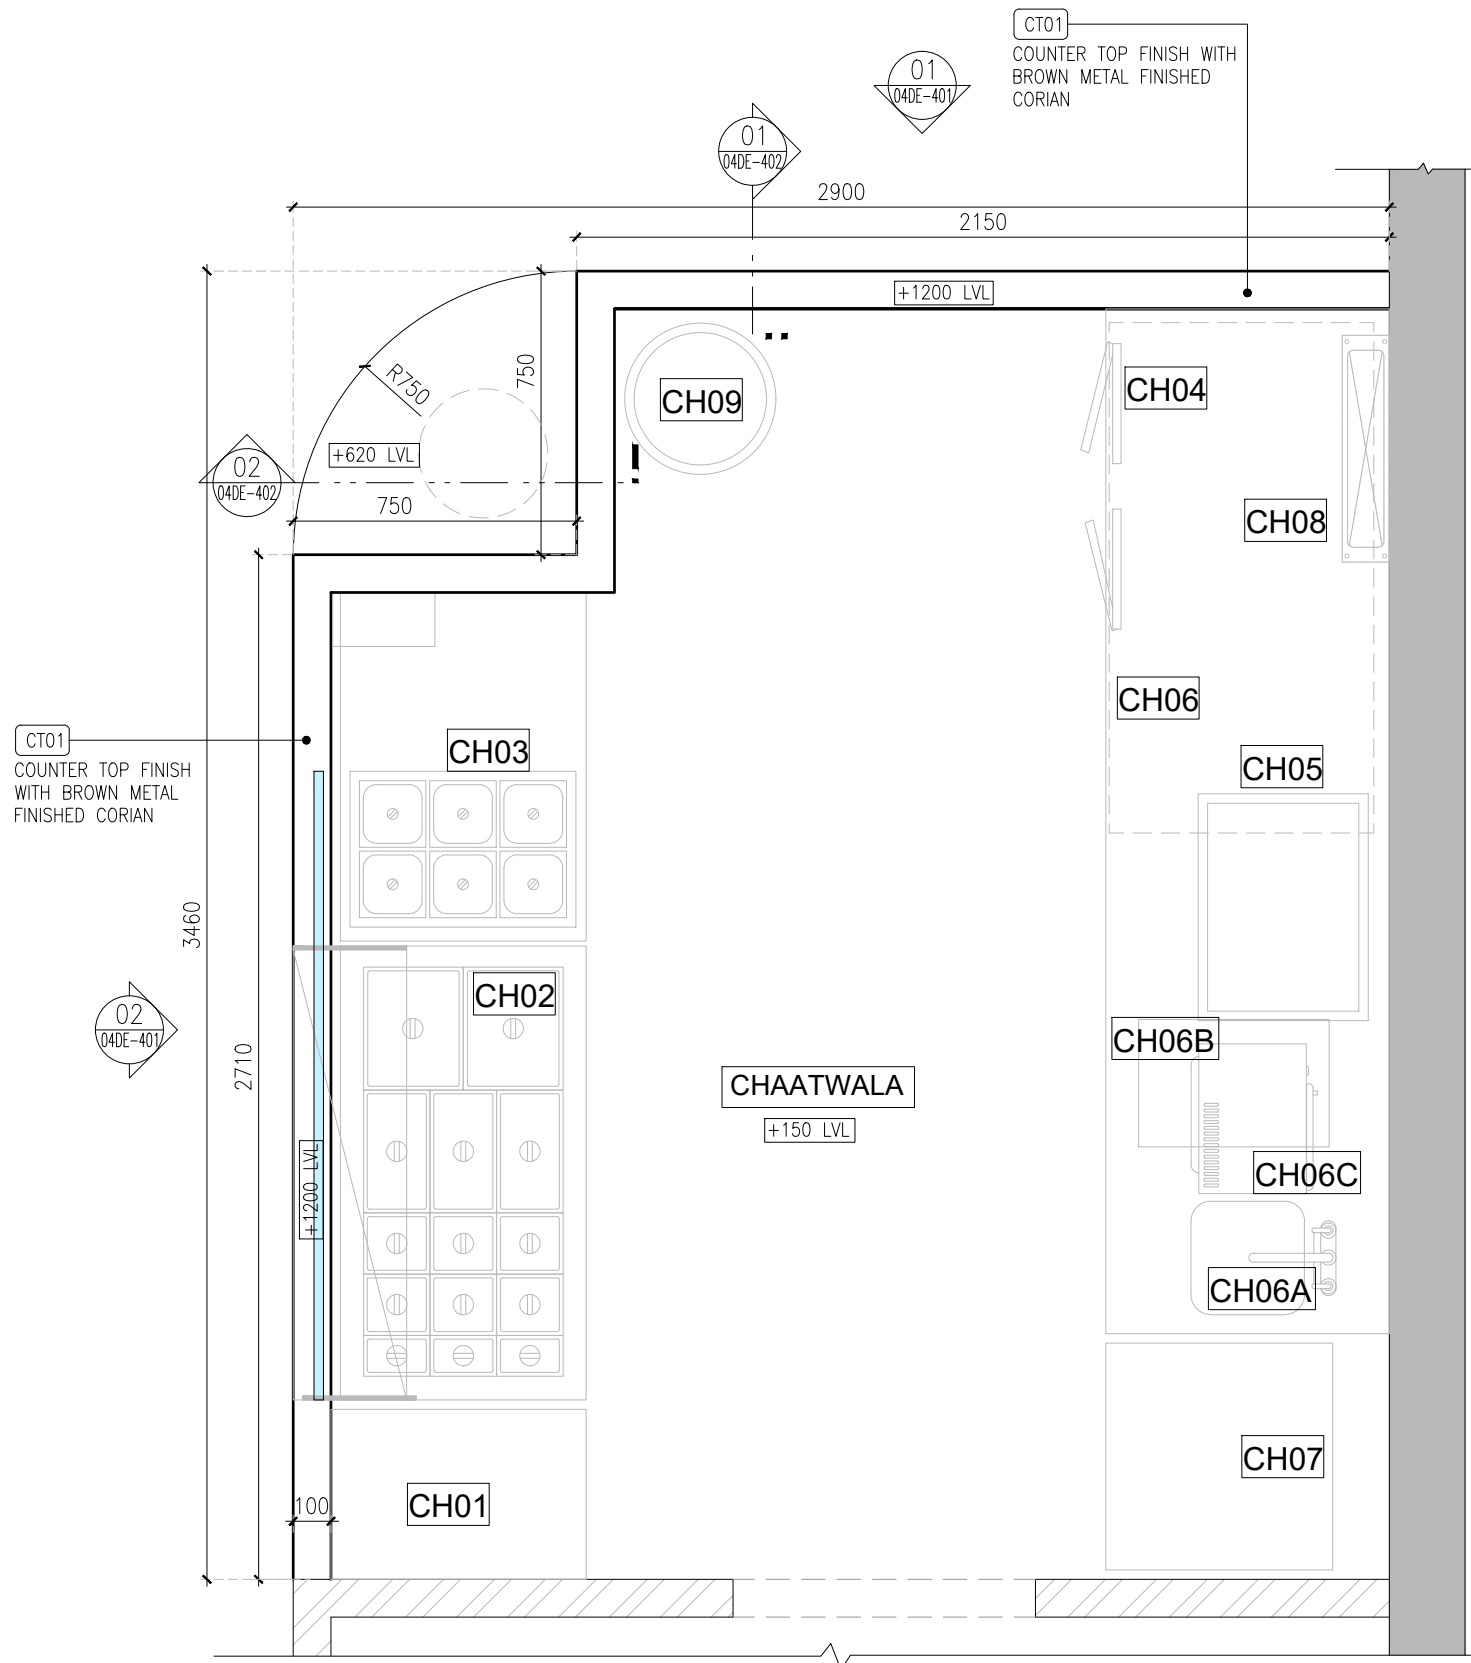 CT01
COUNTER TOP FINISH WITH
BROWN METAL FINISHED
CORIAN
01
04DE-401
01
04DE-402
2900
2150
+1200 LVL
R750
750
CH09
CH04
+620 LVL
02
04DE-402
750
CH08
CH06
CT01
COUNTER TOP FINISH
WITH BROWN METAL
FINISHED CORIAN
CH03
CH05
3460
CH02
02
04DE-401
2710
CH06B
CHAATWALA
+150 LVL
+1200 LVL
CH06C
CH06A
CH07
100
CH01